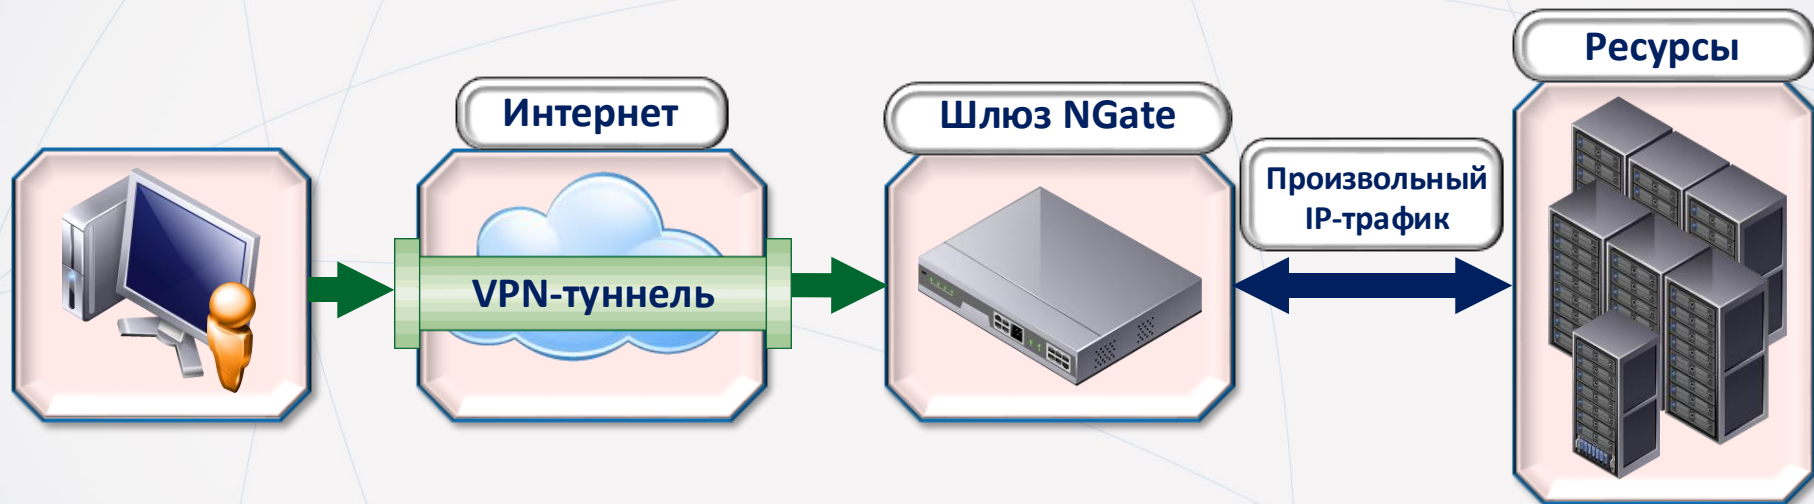 Интернет
VPN-туннель
Шлюз NGate
Произвольный
IP-трафик
Ресурсы